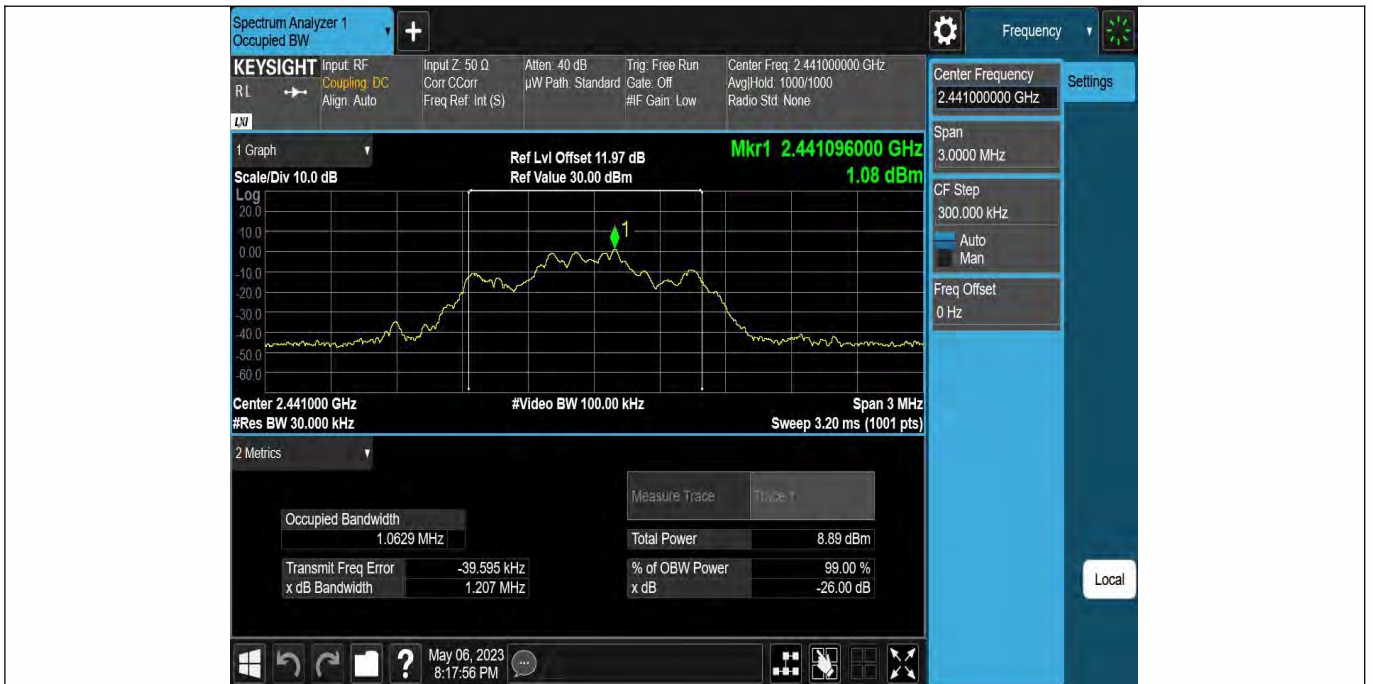 Spectrum Analyzer 1
Occupied BW
+
Frequency
KEYSIGHT
RL
LXI
Input: RF
Coupling: DC
Align: Auto
Input Z: 50 Ω
Corr CCorr
Freq Ref: Int (S)
Atten: 40 dB
µW Path: Standard
Trig: Free Run
Gate: Off
#IF Gain: Low
Center Freq: 2.441000000 GHz
Avg|Hold: 1000/1000
Radio Std: None
Center Frequency
2.441000000 GHz
Settings
Span
3.0000 MHz
CF Step
300.000 kHz
Auto
Man
Freq Offset
0 Hz
Local
1 Graph
Scale/Div 10.0 dB
Ref Lvl Offset 11.97 dB
Ref Value 30.00 dBm
Mkr1 2.441096000 GHz
1.08 dBm
Log
20.0
10.0
0.00
-10.0
-20.0
-30.0
-40.0
-50.0
-60.0
1
Center 2.441000 GHz
#Video BW 100.00 kHz
Span 3 MHz
#Res BW 30.000 kHz
Sweep 3.20 ms (1001 pts)
2 Metrics
Measure Trace
Trace 1
Occupied Bandwidth
1.0629 MHz
Total Power 8.89 dBm
Transmit Freq Error -39.595 kHz
% of OBW Power 99.00 %
x dB Bandwidth 1.207 MHz
x dB -26.00 dB
?
May 06, 2023
8:17:56 PM